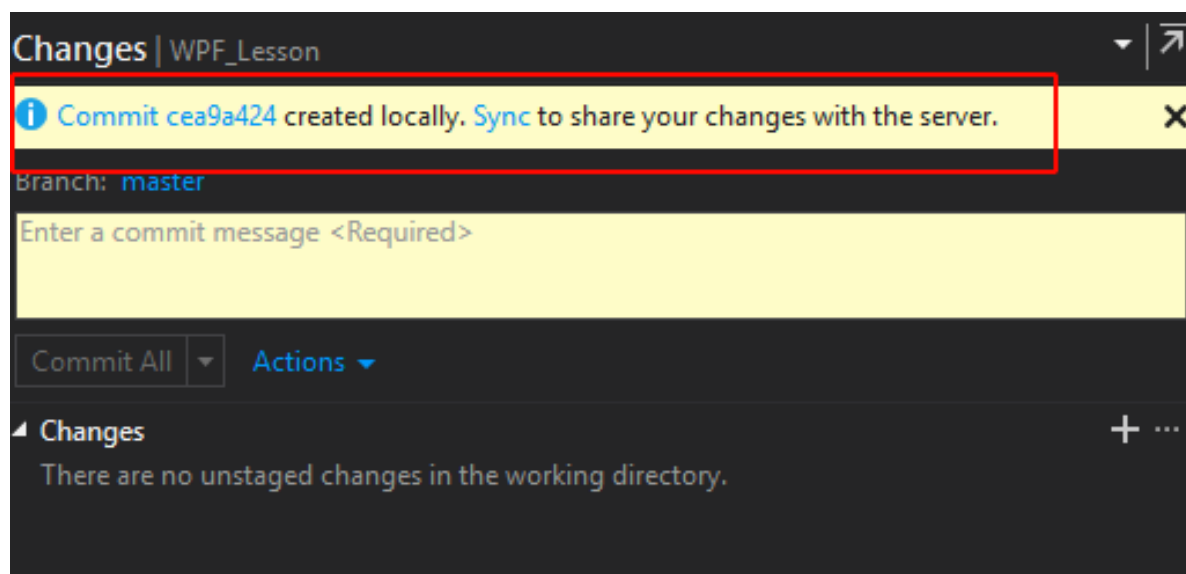 Changes | WPF_Lesson
Commit cea9a424 created locally. Sync to share your changes with the server.
Branch: master
Enter a commit message <Required>
Commit All Actions
Changes
There are no unstaged changes in the working directory.